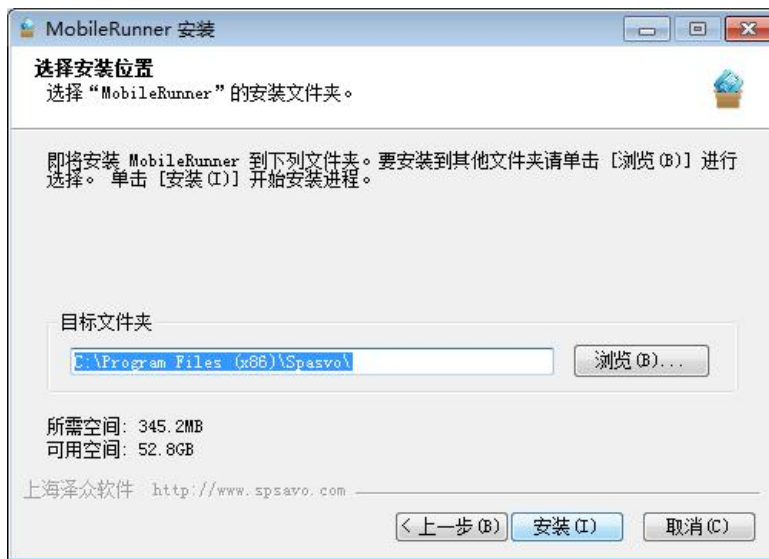 MobileRunner 安装
选择安装位置
选择“MobileRunner”的安装文件夹。
即将安装 MobileRunner 到下列文件夹。要安装到其他文件夹请单击 [浏览(B)] 进行
选择。 单击 [安装(I)] 开始安装进程。
目标文件夹
C:\Program Files (x86)\Spasvo\
浏览(B)...
所需空间: 345.2MB
可用空间: 52.8GB
上海泽众软件 http://www.spsavo.com
< 上一步(B) 安装(I) 取消(C)